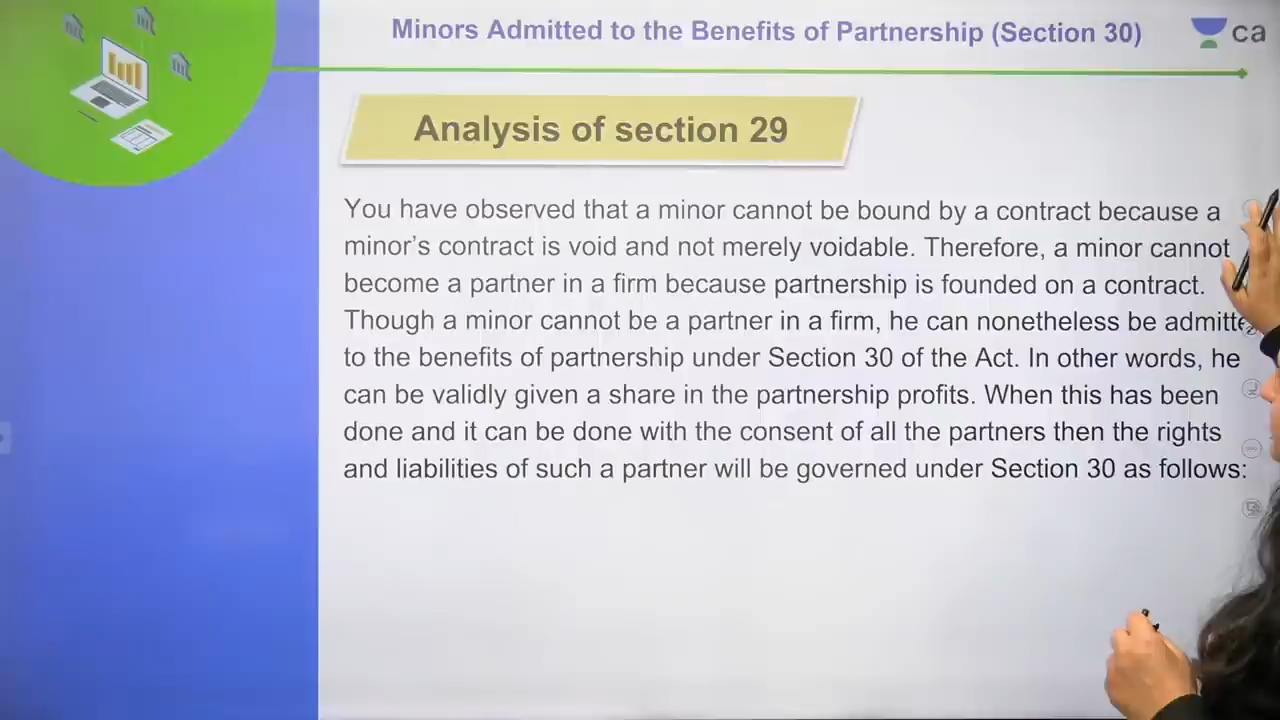 Minors Admitted to the Benefits of Partnership (Section 30)
ca
Analysis of section 29
You have observed that a minor cannot be bound by a contract because a
minor's contract is void and not merely voidable. Therefore, a minor cannot
become a partner in a firm because partnership is founded on a contract.
Though a minor cannot be a partner in a firm, he can nonetheless be admitte
to the benefits of partnership under Section 30 of the Act. In other words, he
can be validly given a share in the partnership profits. When this has been
done and it can be done with the consent of all the partners then the rights
and liabilities of such a partner will be governed under Section 30 as follows: